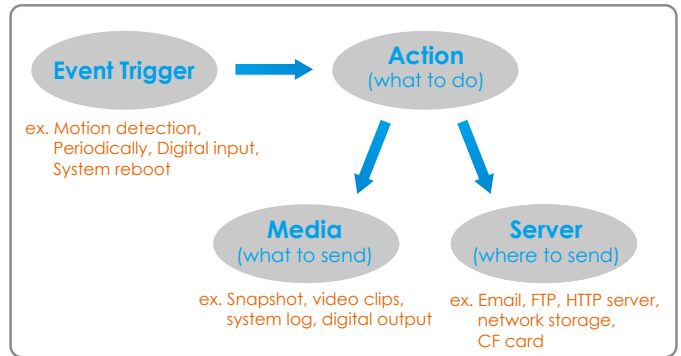 Event Trigger
Action
(what to do)
ex. Motion detection,
Periodically, Digital input,
System reboot
Media
(what to send)
Server
(where to send)
ex. Snapshot, video clips,
system log, digital output
ex. Email, FTP, HTTP server,
network storage,
CF card